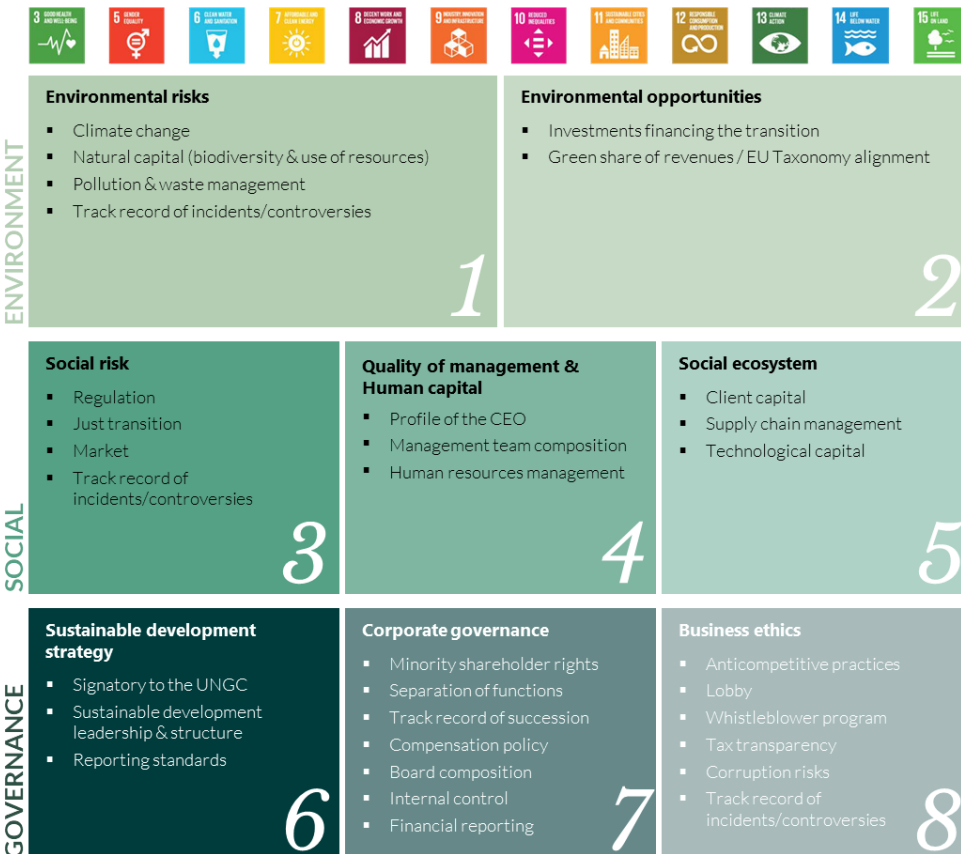 3 GOOD HEALTH AND WELL-BEING
5 GENDER EQUALITY
6 CLEAN WATER AND SANITATION
7 AFFORDABLE AND CLEAN ENERGY
8 DECENT WORK AND ECONOMIC GROWTH
9 INDUSTRY, INNOVATION AND INFRASTRUCTURE
10 REDUCED INEQUALITIES
11 SUSTAINABLE CITIES AND COMMUNITIES
12 RESPONSIBLE CONSUMPTION AND PRODUCTION
13 CLIMATE ACTION
14 LIFE BELOW WATER
15 LIFE ON LAND
ENVIRONMENT
Environmental risks
▪ Climate change
▪ Natural capital (biodiversity & use of resources)
▪ Pollution & waste management
▪ Track record of incidents/controversies
1
Environmental opportunities
▪ Investments financing the transition
▪ Green share of revenues / EU Taxonomy alignment
2
SOCIAL
Social risk
▪ Regulation
▪ Just transition
▪ Market
▪ Track record of
incidents/controversies
3
Quality of management &
Human capital
▪ Profile of the CEO
▪ Management team composition
▪ Human resources management
4
Social ecosystem
▪ Client capital
▪ Supply chain management
▪ Technological capital
5
GOVERNANCE
Sustainable development
strategy
▪ Signatory to the UNGC
▪ Sustainable development
leadership & structure
▪ Reporting standards
6
Corporate governance
▪ Minority shareholder rights
▪ Separation of functions
▪ Track record of succession
▪ Compensation policy
▪ Board composition
▪ Internal control
▪ Financial reporting
7
Business ethics
▪ Anticompetitive practices
▪ Lobby
▪ Whistleblower program
▪ Tax transparency
▪ Corruption risks
▪ Track record of
incidents/controversies
8